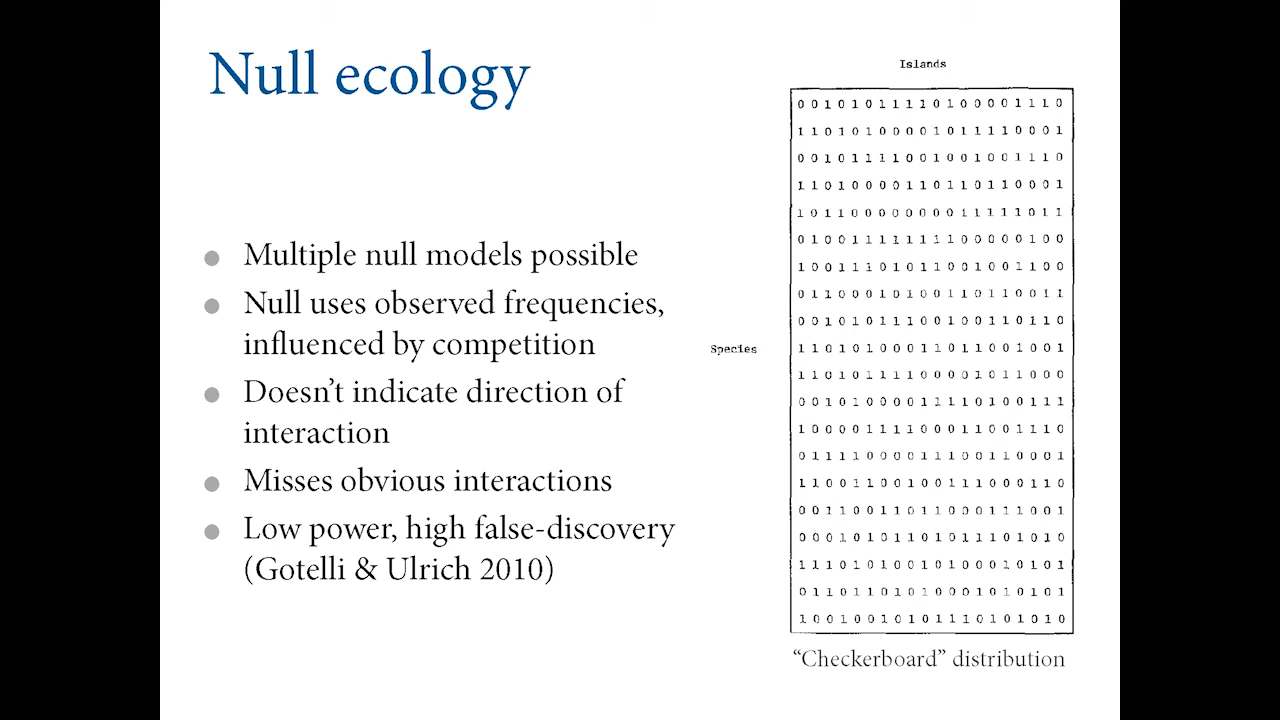 Null ecology
Multiple null models possible
Null uses observed frequencies,
influenced by competition
Doesn't indicate direction of
interaction
Misses obvious interactions
Low power, high false-discovery
(Gotelli & Ulrich 2010)
Islands
Species
0 0 1 0 1 0 1 1 1 1 0 1 0 0 0 0 1 1 1 0
1 1 0 1 0 1 0 0 0 0 1 0 1 1 1 1 0 0 0 1
0 0 1 0 1 1 1 1 0 0 1 0 0 1 0 0 1 1 1 0
1 1 0 1 0 0 0 0 1 1 0 1 1 0 1 1 0 0 0 1
1 0 1 1 0 0 0 0 0 0 0 0 1 1 1 1 1 0 1 1
0 1 0 0 1 1 1 1 1 1 1 1 0 0 0 0 0 1 0 0
1 0 0 1 1 1 0 1 0 1 1 0 0 1 0 0 1 1 0 0
0 1 1 0 0 0 1 0 1 0 0 1 1 0 1 1 0 0 1 1
0 0 1 0 1 0 1 1 1 0 0 1 0 0 1 1 0 1 1 0
1 1 0 1 0 1 0 0 0 1 1 0 1 1 0 0 1 0 0 1
1 1 0 1 0 1 1 1 1 0 0 0 0 1 0 1 1 0 0 0
0 0 1 0 1 0 0 0 0 1 1 1 1 0 1 0 0 1 1 1
1 0 0 0 0 1 1 1 1 0 0 0 1 1 0 0 1 1 1 0
0 1 1 1 1 0 0 0 0 1 1 1 0 0 1 1 0 0 0 1
1 1 0 0 1 1 0 0 1 0 0 1 1 1 0 0 0 1 1 0
0 0 1 1 0 0 1 1 0 1 1 0 0 0 1 1 1 0 0 1
0 0 0 1 0 1 0 1 1 0 1 0 1 1 1 0 1 0 1 0
1 1 1 0 1 0 1 0 0 1 0 1 0 0 0 1 0 1 0 1
0 1 1 0 1 1 0 1 0 1 0 0 0 1 0 1 0 1 0 1
1 0 0 1 0 0 1 0 1 0 1 1 1 0 1 0 1 0 1 0
“Checkerboard” distribution